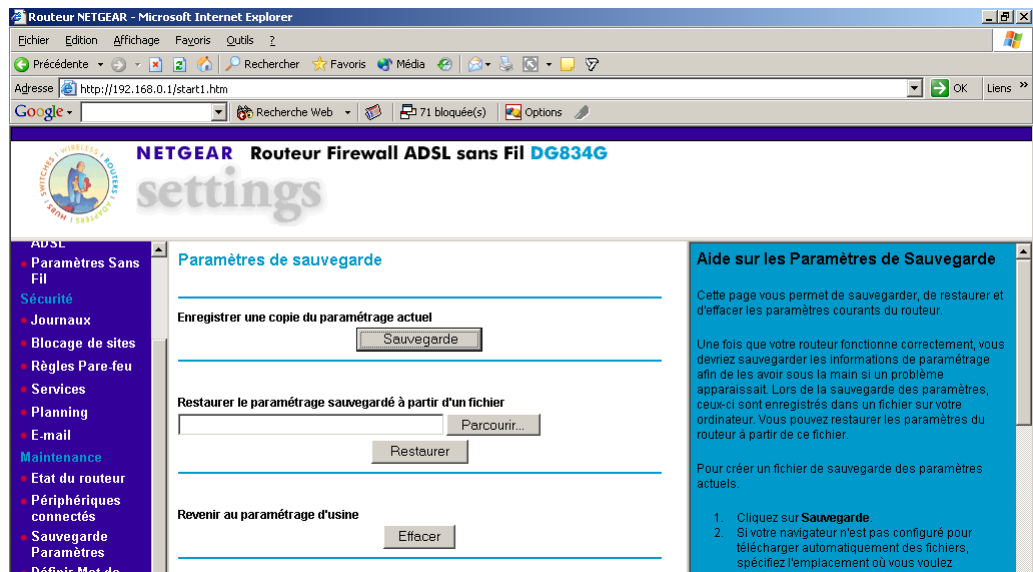 Routeur NETGEAR - Microsoft Internet Explorer
Fichier Edition Affichage Favoris Outils ?
Précédente Rechercher Favoris Média
Adresse http://192.168.0.1/start1.htm OK Liens »
Google Recherche Web 71 bloquée(s) Options
SWITCHES WIRELESS ROUTERS ADAPTERS HUBS
NETGEAR Routeur Firewall ADSL sans Fil DG834G
settings
ADSL
Paramètres Sans
Fil
Sécurité
Journaux
Blocage de sites
Règles Pare-feu
Services
Planning
E-mail
Maintenance
Etat du routeur
Périphériques
connectés
Sauvegarde
Paramètres
Définir Mot de
Paramètres de sauvegarde
Enregistrer une copie du paramétrage actuel
Sauvegarde
Restaurer le paramétrage sauvegardé à partir d'un fichier
Parcourir...
Restaurer
Revenir au paramétrage d'usine
Effacer
Aide sur les Paramètres de Sauvegarde
Cette page vous permet de sauvegarder, de restaurer et
d'effacer les paramètres courants du routeur.
Une fois que votre routeur fonctionne correctement, vous
devriez sauvegarder les informations de paramétrage
afin de les avoir sous la main si un problème
apparaissait. Lors de la sauvegarde des paramètres,
ceux-ci sont enregistrés dans un fichier sur votre
ordinateur. Vous pouvez restaurer les paramètres du
routeur à partir de ce fichier.
Pour créer un fichier de sauvegarde des paramètres
actuels.
1. Cliquez sur Sauvegarde.
2. Si votre navigateur n'est pas configuré pour
télécharger automatiquement des fichiers,
spécifiez l'emplacement où vous voulez